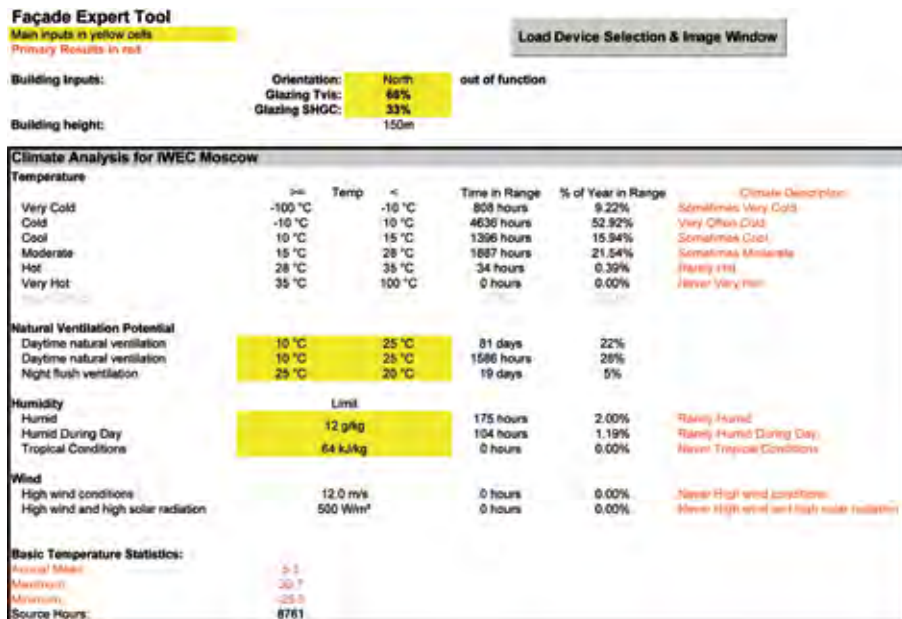 Façade Expert Tool
Main inputs in yellow cells
Primary Results in red
Load Device Selection & Image Window
Building Inputs: Orientation: North out of function
Glazing Tvis: 66%
Glazing SHGC: 33%
Building height: 150m
Climate Analysis for IWEC Moscow
Temperature
>= Temp < Time in Range % of Year in Range Climate Description
Very Cold -100 °C -10 °C 808 hours 9.22% Sometimes Very Cold
Cold -10 °C 10 °C 4636 hours 52.92% Very Often Cold
Cool 10 °C 15 °C 1396 hours 15.94% Sometimes Cool
Moderate 15 °C 28 °C 1887 hours 21.54% Sometimes Moderate
Hot 28 °C 35 °C 34 hours 0.39% Rarely Hot
Very Hot 35 °C 100 °C 0 hours 0.00% Never Very Hot
Natural Ventilation Potential
Daytime natural ventilation 10 °C 25 °C 81 days 22%
Daytime natural ventilation 10 °C 25 °C 1586 hours 28%
Night flush ventilation 25 °C 20 °C 19 days 5%
Humidity Limit
Humid 12 g/kg 175 hours 2.00% Rarely Humid
Humid During Day 104 hours 1.19% Rarely Humid During Day
Tropical Conditions 64 kJ/kg 0 hours 0.00% Never Tropical Conditions
Wind
High wind conditions 12.0 m/s 0 hours 0.00% Never High wind conditions
High wind and high solar radiation 500 W/m² 0 hours 0.00% Never High wind and high solar radiation
Basic Temperature Statistics:
Annual Mean
Maximum 30.7
Minimum
Source Hours: 8761